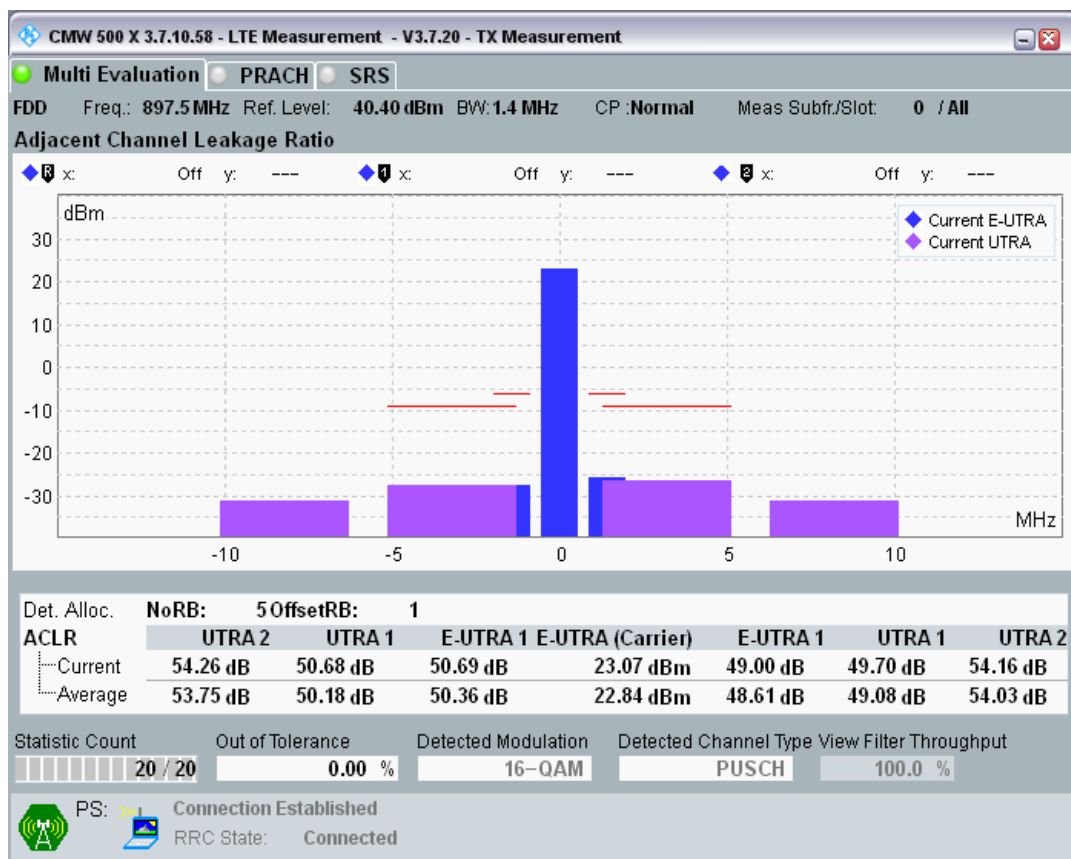 CMW 500 X 3.7.10.58 - LTE Measurement - V3.7.20 - TX Measurement
Multi Evaluation PRACH SRS
FDD Freq.: 897.5 MHz Ref. Level: 40.40 dBm BW: 1.4 MHz CP :Normal Meas Subfr./Slot: 0 / All
Adjacent Channel Leakage Ratio
R x: Off y: --- 1 x: Off y: --- 2 x: Off y: ---
dBm
Current E-UTRA
Current UTRA
30
20
10
0
-10
-20
-30
MHz
-10 -5 0 5 10
Det. Alloc. NoRB: 5 OffsetRB: 1
ACLR UTRA 2 UTRA 1 E-UTRA 1 E-UTRA (Carrier) E-UTRA 1 UTRA 1 UTRA 2
Current 54.26 dB 50.68 dB 50.69 dB 23.07 dBm 49.00 dB 49.70 dB 54.16 dB
Average 53.75 dB 50.18 dB 50.36 dB 22.84 dBm 48.61 dB 49.08 dB 54.03 dB
Statistic Count Out of Tolerance Detected Modulation Detected Channel Type View Filter Throughput
20 / 20 0.00 % 16-QAM PUSCH 100.0 %
PS: Connection Established
RRC State: Connected